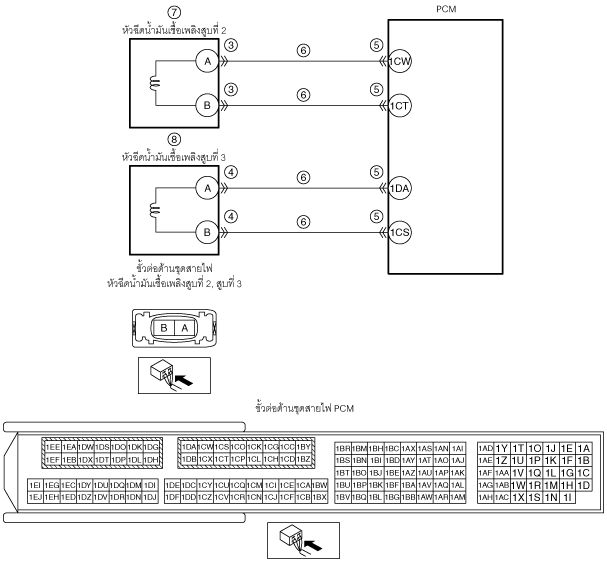 ⑦ PCM
หัวฉีดน้ำมันเชื้อเพลิงสูบที่ 2
A ③ ⑥ ⑤ 1CW
B ③ ⑥ ⑤ 1CT
⑧
หัวฉีดน้ำมันเชื้อเพลิงสูบที่ 3
A ④ ⑥ ⑤ 1DA
B ④ ⑥ ⑤ 1CS
ขั้วต่อด้านชุดสายไฟ
หัวฉีดน้ำมันเชื้อเพลิงสูบที่ 2, สูบที่ 3
B A
ขั้วต่อด้านชุดสายไฟ PCM
1EE 1EA 1DW 1DS 1DO 1DK 1DG 1DA 1CW 1CS 1CO 1CK 1CG 1CC 1BY 1BR 1BM 1BH 1BC 1AX 1AS 1AN 1AI 1AD 1Y 1T 1O 1J 1E 1A
1EF 1EB 1DX 1DT 1DP 1DL 1DH 1DB 1CX 1CT 1CP 1CL 1CH 1CD 1BZ 1BS 1BN 1BI 1BD 1AY 1AT 1AO 1AJ 1AE 1Z 1U 1P 1K 1F 1B
1BT 1BO 1BJ 1BE 1AZ 1AU 1AP 1AK 1AF 1AA 1V 1Q 1L 1G 1C
1EI 1EG 1EC 1DY 1DU 1DQ 1DM 1DI 1DE 1DC 1CY 1CU 1CQ 1CM 1CI 1CE 1CA 1BW 1BU 1BP 1BK 1BF 1BA 1AV 1AQ 1AL 1AG 1AB 1W 1R 1M 1H 1D
1EJ 1EH 1ED 1DZ 1DV 1DR 1DN 1DJ 1DF 1DD 1CZ 1CV 1CR 1CN 1CJ 1CF 1CB 1BX 1BV 1BQ 1BL 1BG 1BB 1AW 1AR 1AM 1AH 1AC 1X 1S 1N 1I